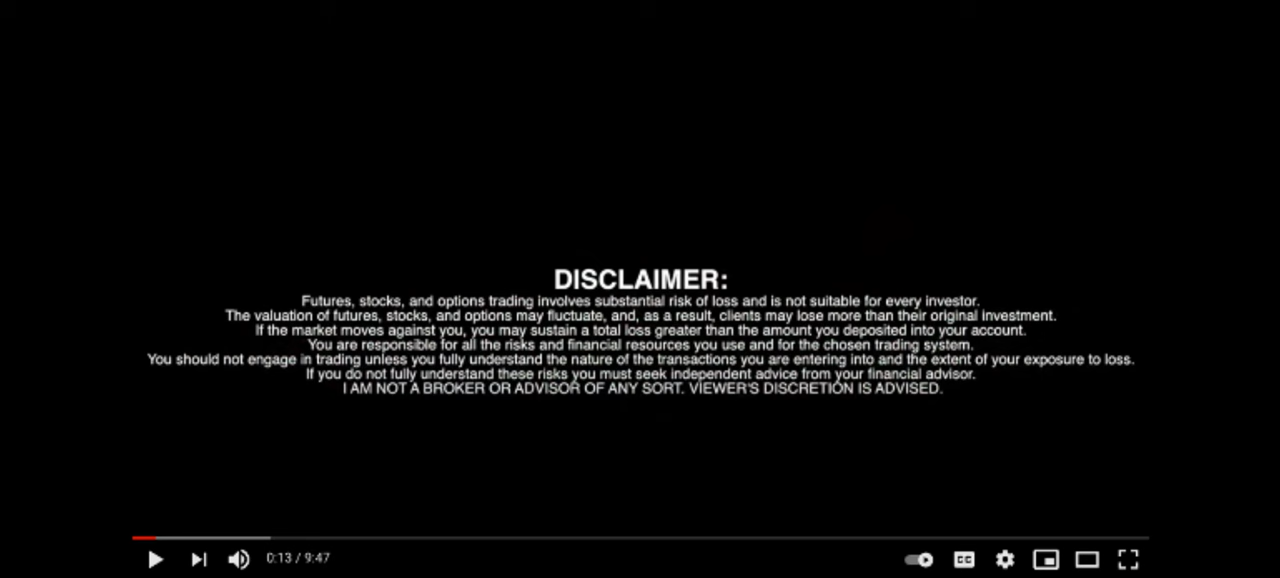 DISCLAIMER:
Futures, stocks, and options trading involves substantial risk of loss and is not suitable for every investor.
The valuation of futures, stocks, and options may fluctuate, and, as a result, clients may lose more than their original investment.
If the market moves against you, you may sustain a total loss greater than the amount you deposited into your account.
You are responsible for all the risks and financial resources you use and for the chosen trading system.
You should not engage in trading unless you fully understand the nature of the transactions you are entering into and the extent of your exposure to loss.
If you do not fully understand these risks you must seek independent advice from your financial advisor.
I AM NOT A BROKER OR ADVISOR OF ANY SORT. VIEWER'S DISCRETION IS ADVISED.
0:13 / 9:47
CC